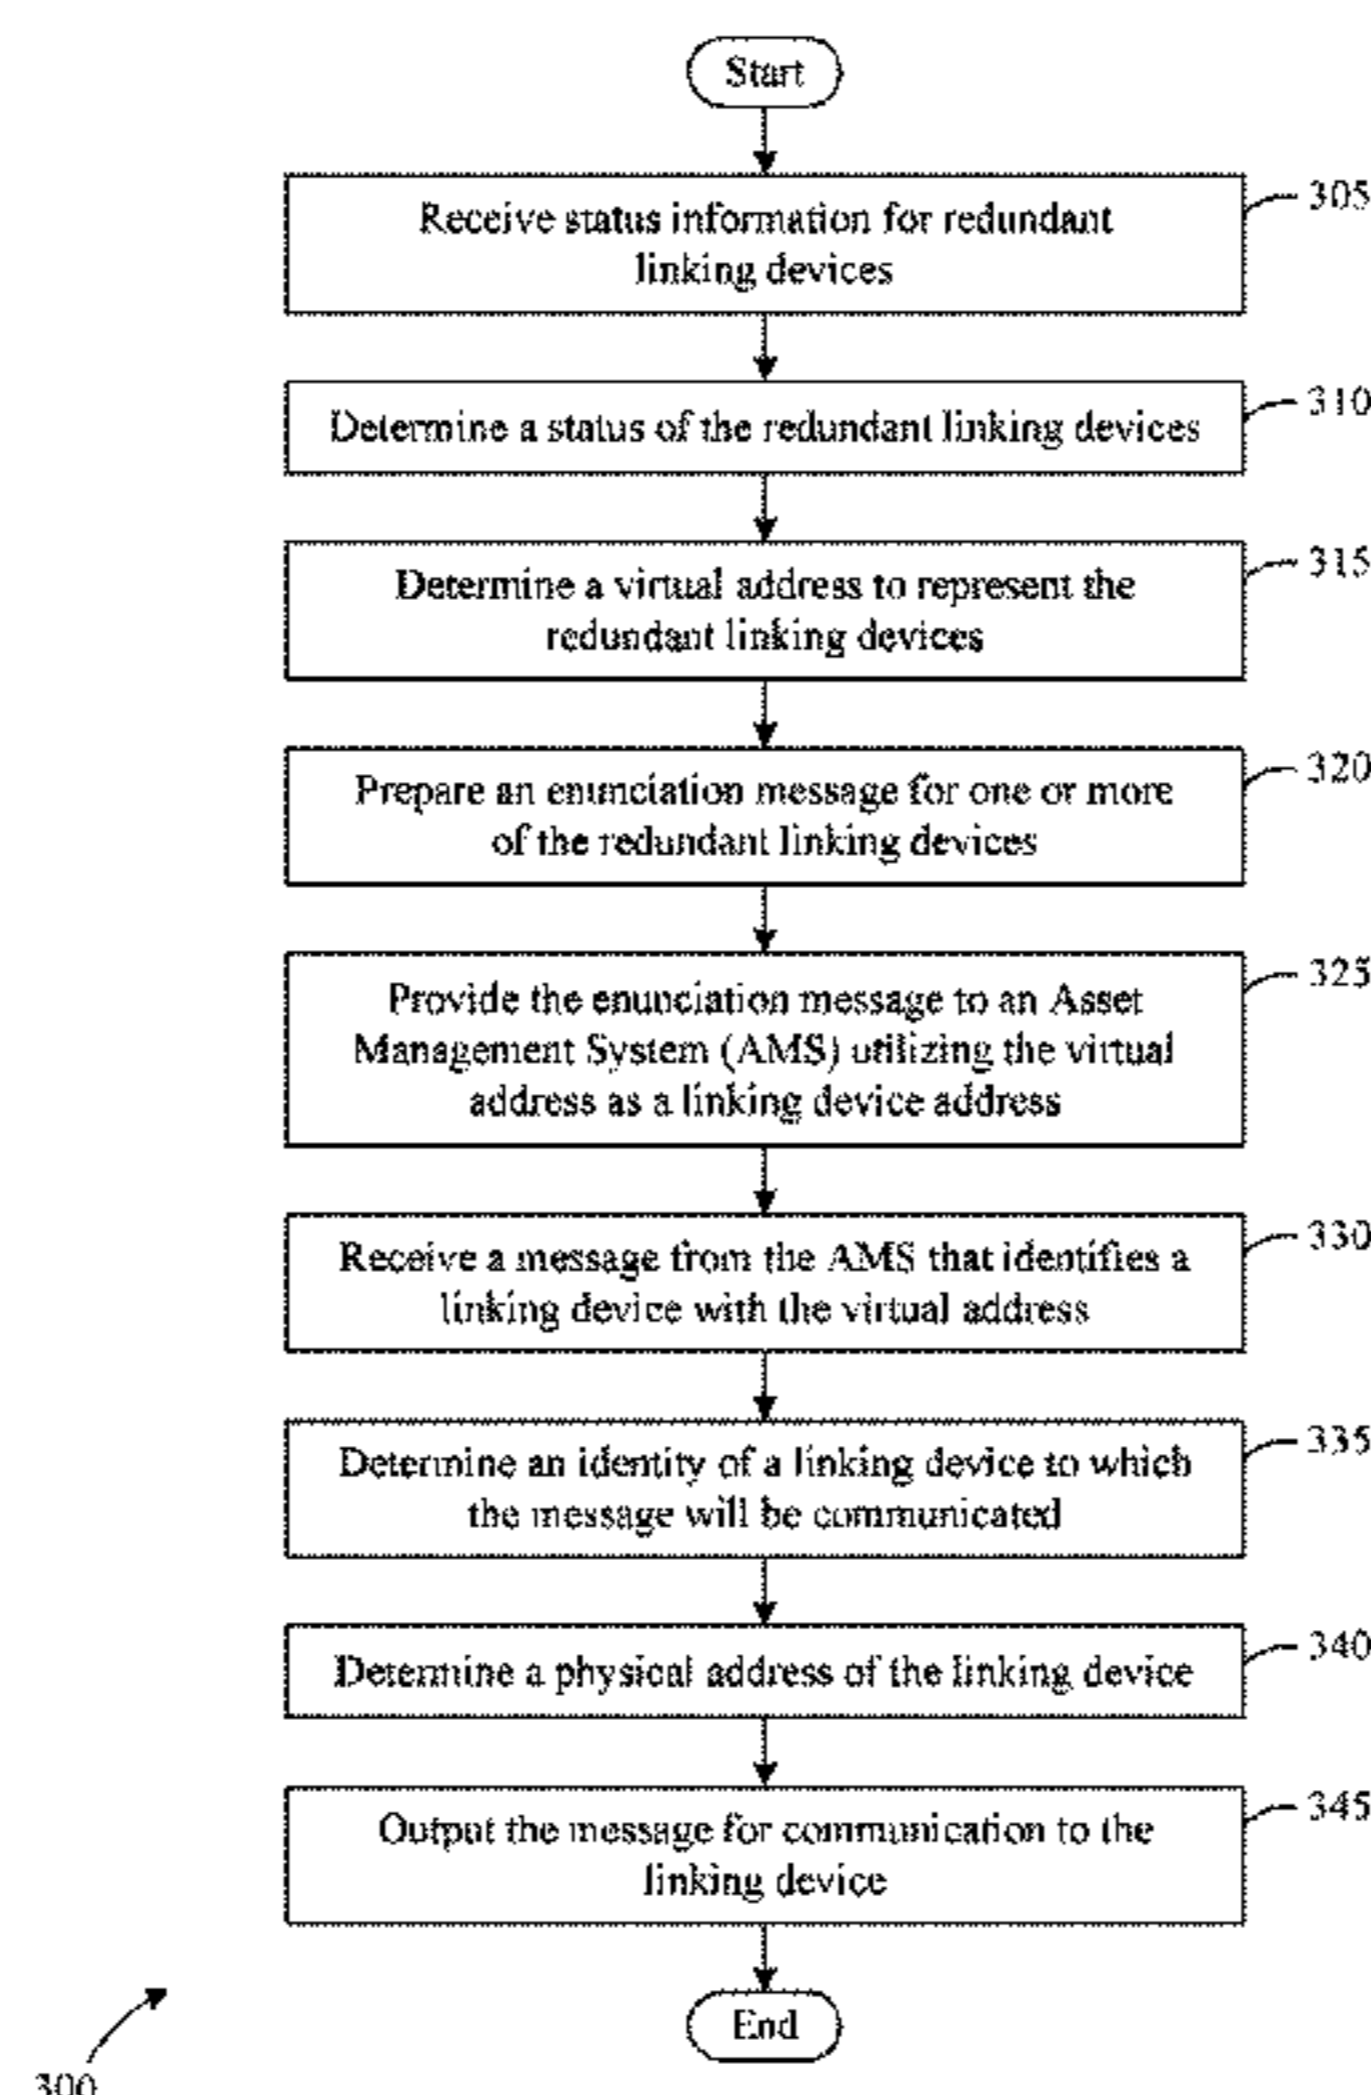 Start
305
Receive status information for redundant
linking devices
310
Determine a status of the redundant linking devices
315
Determine a virtual address to represent the
redundant linking devices
320
Prepare an enunciation message for one or more
of the redundant linking devices
325
Provide the enunciation message to an Asset
Management System (AMS) utilizing the virtual
address as a linking device address
330
Receive a message from the AMS that identifies a
linking device with the virtual address
335
Determine an identity of a linking device to which
the message will be communicated
340
Determine a physical address of the linking device
345
Output the message for communication to the
linking device
End
300